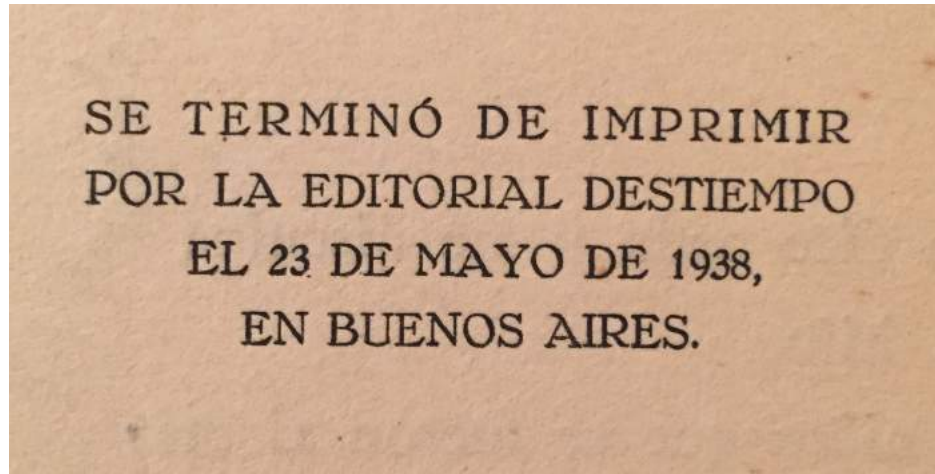 SE TERMINÓ DE IMPRIMIR
POR LA EDITORIAL DESTIEMPO
EL 23 DE MAYO DE 1938,
EN BUENOS AIRES.